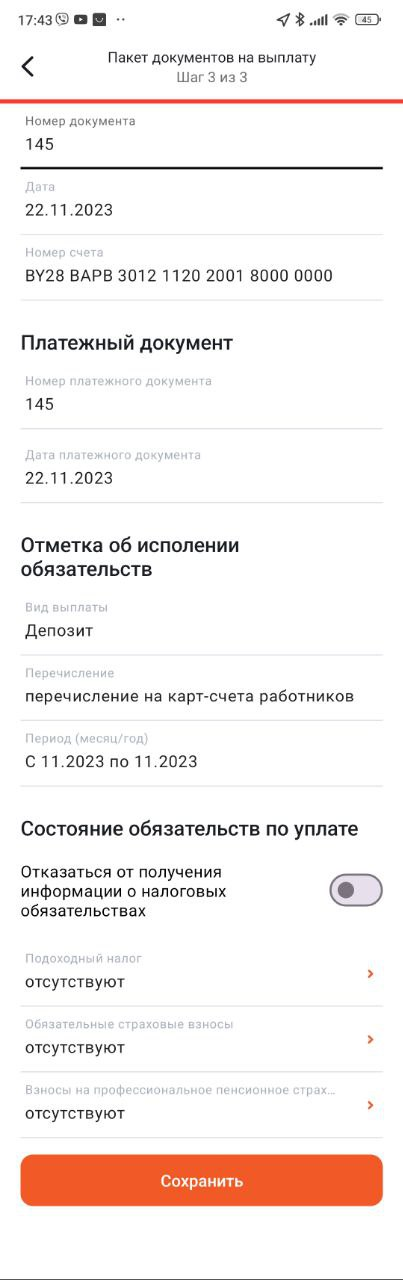 17:43
45
Пакет документов на выплату
Шаг 3 из 3
Номер документа
145
Дата
22.11.2023
Номер счета
BY28 BAPB 3012 1120 2001 8000 0000
Платежный документ
Номер платежного документа
145
Дата платежного документа
22.11.2023
Отметка об исполении
обязательств
Вид выплаты
Депозит
Перечисление
перечисление на карт-счета работников
Период (месяц/год)
С 11.2023 по 11.2023
Состояние обязательств по уплате
Отказаться от получения
информации о налоговых
обязательствах
Подоходный налог
отсутствуют
Обязательные страховые взносы
отсутствуют
Взносы на профессиональное пенсионное страх...
отсутствуют
Сохранить